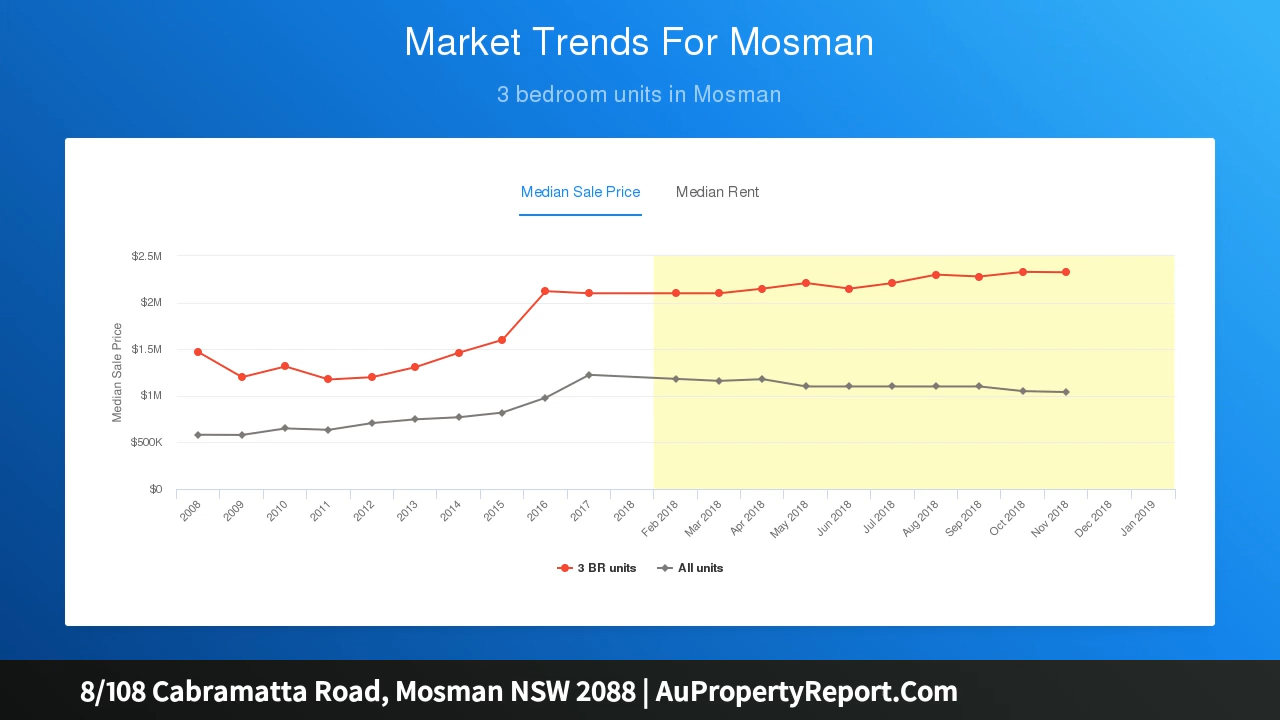 Market Trends For Mosman
3 bedroom units in Mosman
Median Sale Price Median Rent
Median Sale Price
$2.5M
$2M
$1.5M
$1M
$500K
$0
2008 2009 2010 2011 2012 2013 2014 2015 2016 2017 2018 Feb 2018 Mar 2018 Apr 2018 May 2018 Jun 2018 Jul 2018 Aug 2018 Sep 2018 Oct 2018 Nov 2018 Dec 2018 Jan 2019
3 BR units All units
8/108 Cabramatta Road, Mosman NSW 2088 | AuPropertyReport.Com